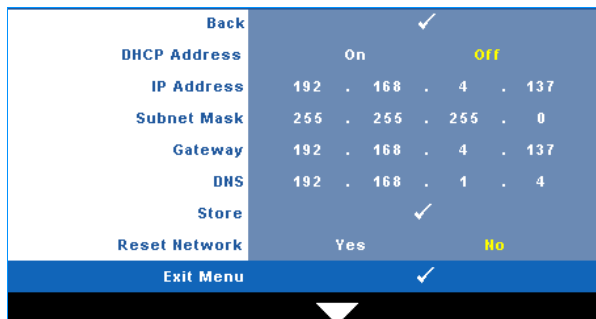 Back
DHCP Address On Off
IP Address 192 . 168 . 4 . 137
Subnet Mask 255 . 255 . 255 . 0
Gateway 192 . 168 . 4 . 137
DNS 192 . 168 . 1 . 4
Store
Reset Network Yes No
Exit Menu